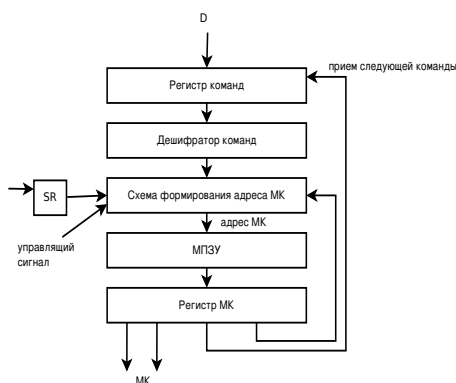 D
прием следующей команды
Регистр команд
Дешифратор команд
Схема формирования адреса МК
SR
адрес МК
управлящий
сигнал
МПЗУ
Регистр МК
МК